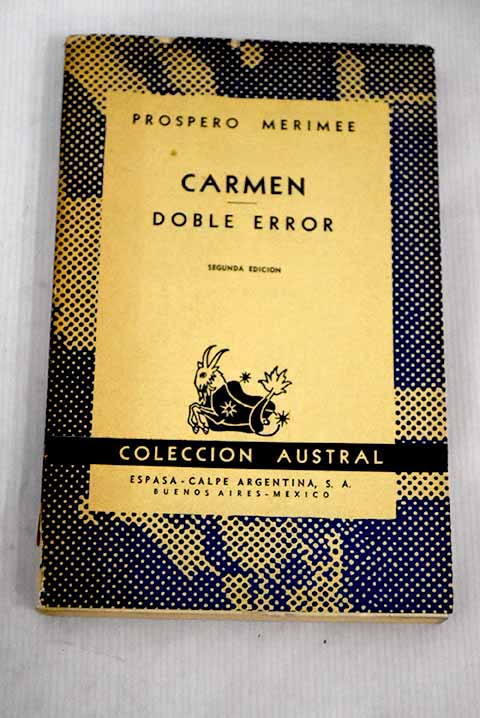 PROSPERO MERIMEE
CARMEN
DOBLE ERROR
SEGUNDA EDICION
COLECCION AUSTRAL
ESPASA-CALPE ARGENTINA, S. A.
BUENOS AIRES-MEXICO